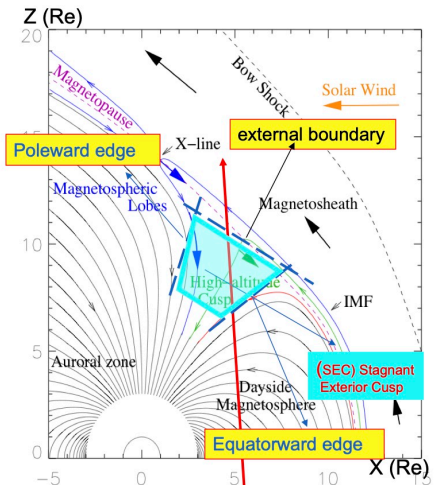 Z (Re)
20
Magnetopause
Bow Shock
Solar Wind
15
X-line
external boundary
Poleward edge
Magnetospheric
Lobes
Magnetosheath
10
High-altitude
Cusp
IMF
5
Auroral zone
(SEC) Stagnant
Exterior Cusp
Dayside
Magnetosphere
Equatorward edge
0
X (Re)
-5
0
5
10
15